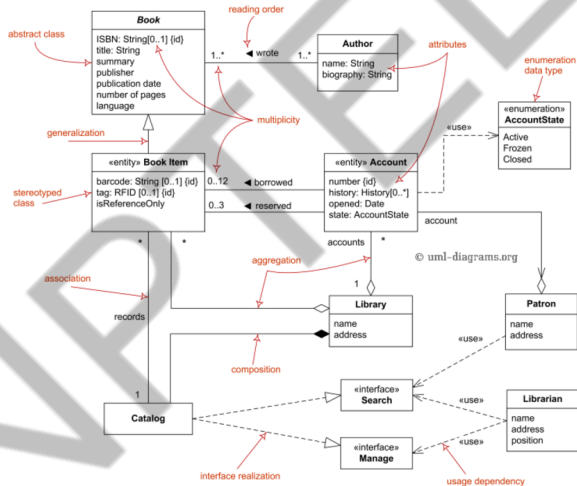 reading order
Book
abstract class
ISBN: String[0..1] {id}
title: String
summary
publisher
publication date
number of pages
language
1..*
◄ wrote
1..*
Author
name: String
biography: String
attributes
enumeration
data type
«enumeration»
AccountState
Active
Frozen
Closed
multiplicity
generalization
«use»
«entity» Book Item
barcode: String [0..1] {id}
tag: RFID [0..1] {id}
isReferenceOnly
stereotyped
class
0..12
◄ borrowed
0..3
◄ reserved
«entity» Account
number {id}
history: History[0..*]
opened: Date
state: AccountState
account
*
*
accounts
*
aggregation
© uml-diagrams.org
association
1
records
Library
name
address
Patron
name
address
composition
«use»
1
Catalog
«interface»
Search
«use»
Librarian
name
address
position
«interface»
Manage
«use»
interface realization
usage dependency